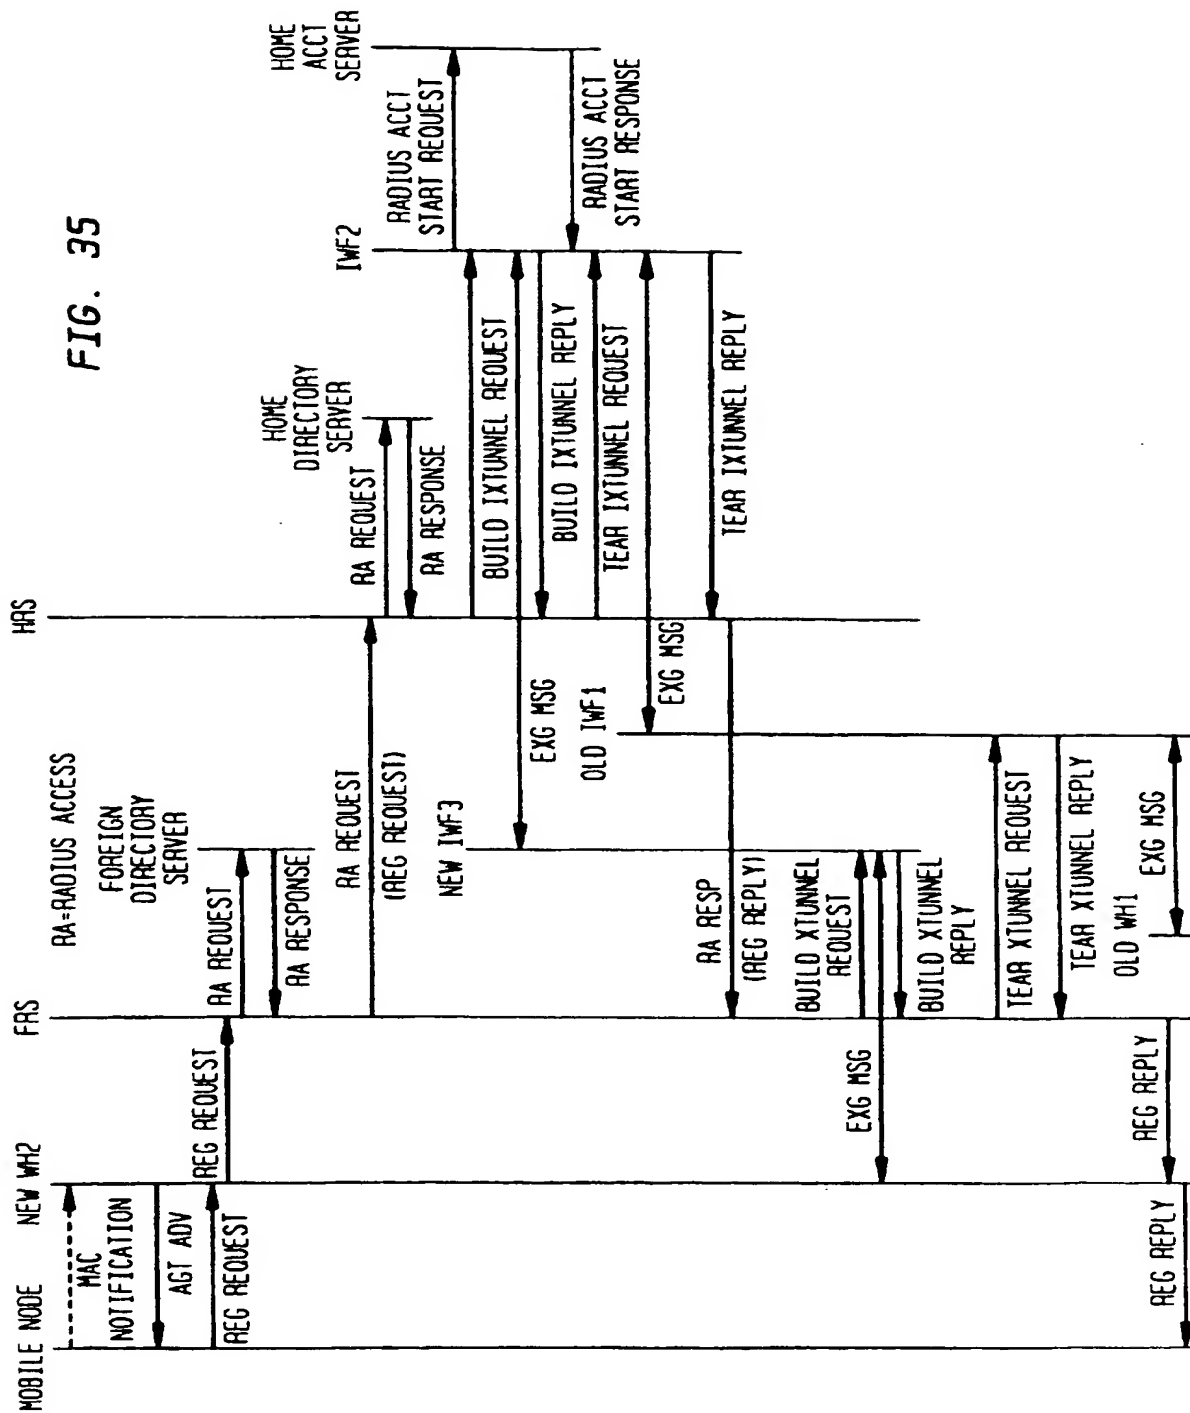 FIG. 35
MOBILE NODE
NEW WH2
FRS
RA=RADIUS ACCESS
FOREIGN
DIRECTORY
SERVER
HRS
HOME
DIRECTORY
SERVER
IWF2
HOME
ACCT
SERVER
MAC
NOTIFICATION
AGT ADV
REG REQUEST
REG REQUEST
RA REQUEST
RA RESPONSE
RA REQUEST
(REG REQUEST)
RA REQUEST
RA RESPONSE
RADIUS ACCT
START REQUEST
BUILD IXTUNNEL REQUEST
NEW IWF3
EXG MSG
BUILD IXTUNNEL REPLY
RADIUS ACCT
START RESPONSE
TEAR IXTUNNEL REQUEST
OLD IWF1
EXG MSG
TEAR IXTUNNEL REPLY
RA RESP
(REG REPLY)
BUILD XTUNNEL
REQUEST
EXG MSG
BUILD XTUNNEL
REPLY
TEAR XTUNNEL REQUEST
TEAR XTUNNEL REPLY
OLD WH1
EXG MSG
REG REPLY
REG REPLY